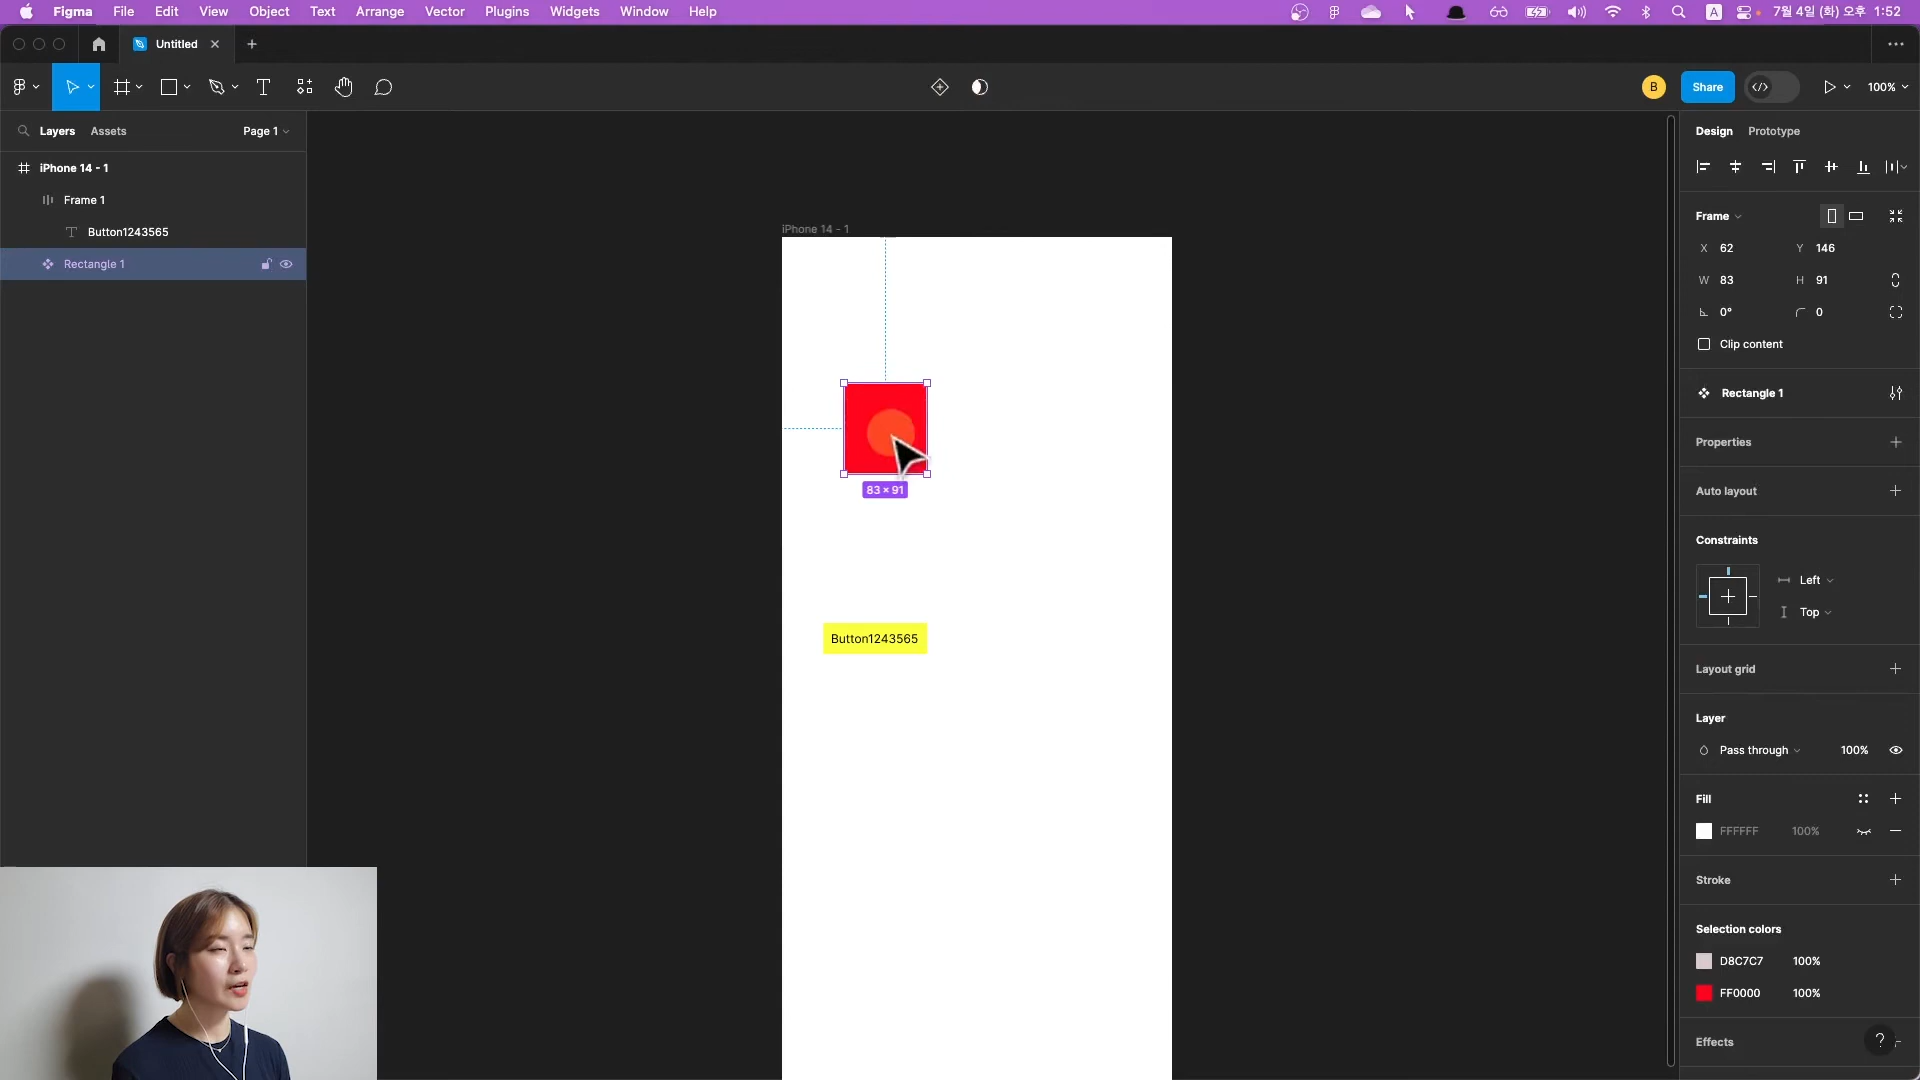 Figma File Edit View Object Text Arrange Vector Plugins Widgets Window Help A 7월 4일 (화) 오후 1:52
Untitled
B Share 100%
Layers Assets Page 1
Design Prototype
iPhone 14 - 1
Frame 1
Button1243565
Rectangle 1
iPhone 14 - 1
83 × 91
Button1243565
Frame
X 62 Y 146
W 83 H 91
0° 0
Clip content
Rectangle 1
Properties
Auto layout
Constraints
Left
Top
Layout grid
Layer
Pass through 100%
Fill
FFFFFF 100%
Stroke
Selection colors
D8C7C7 100%
FF0000 100%
Effects
?